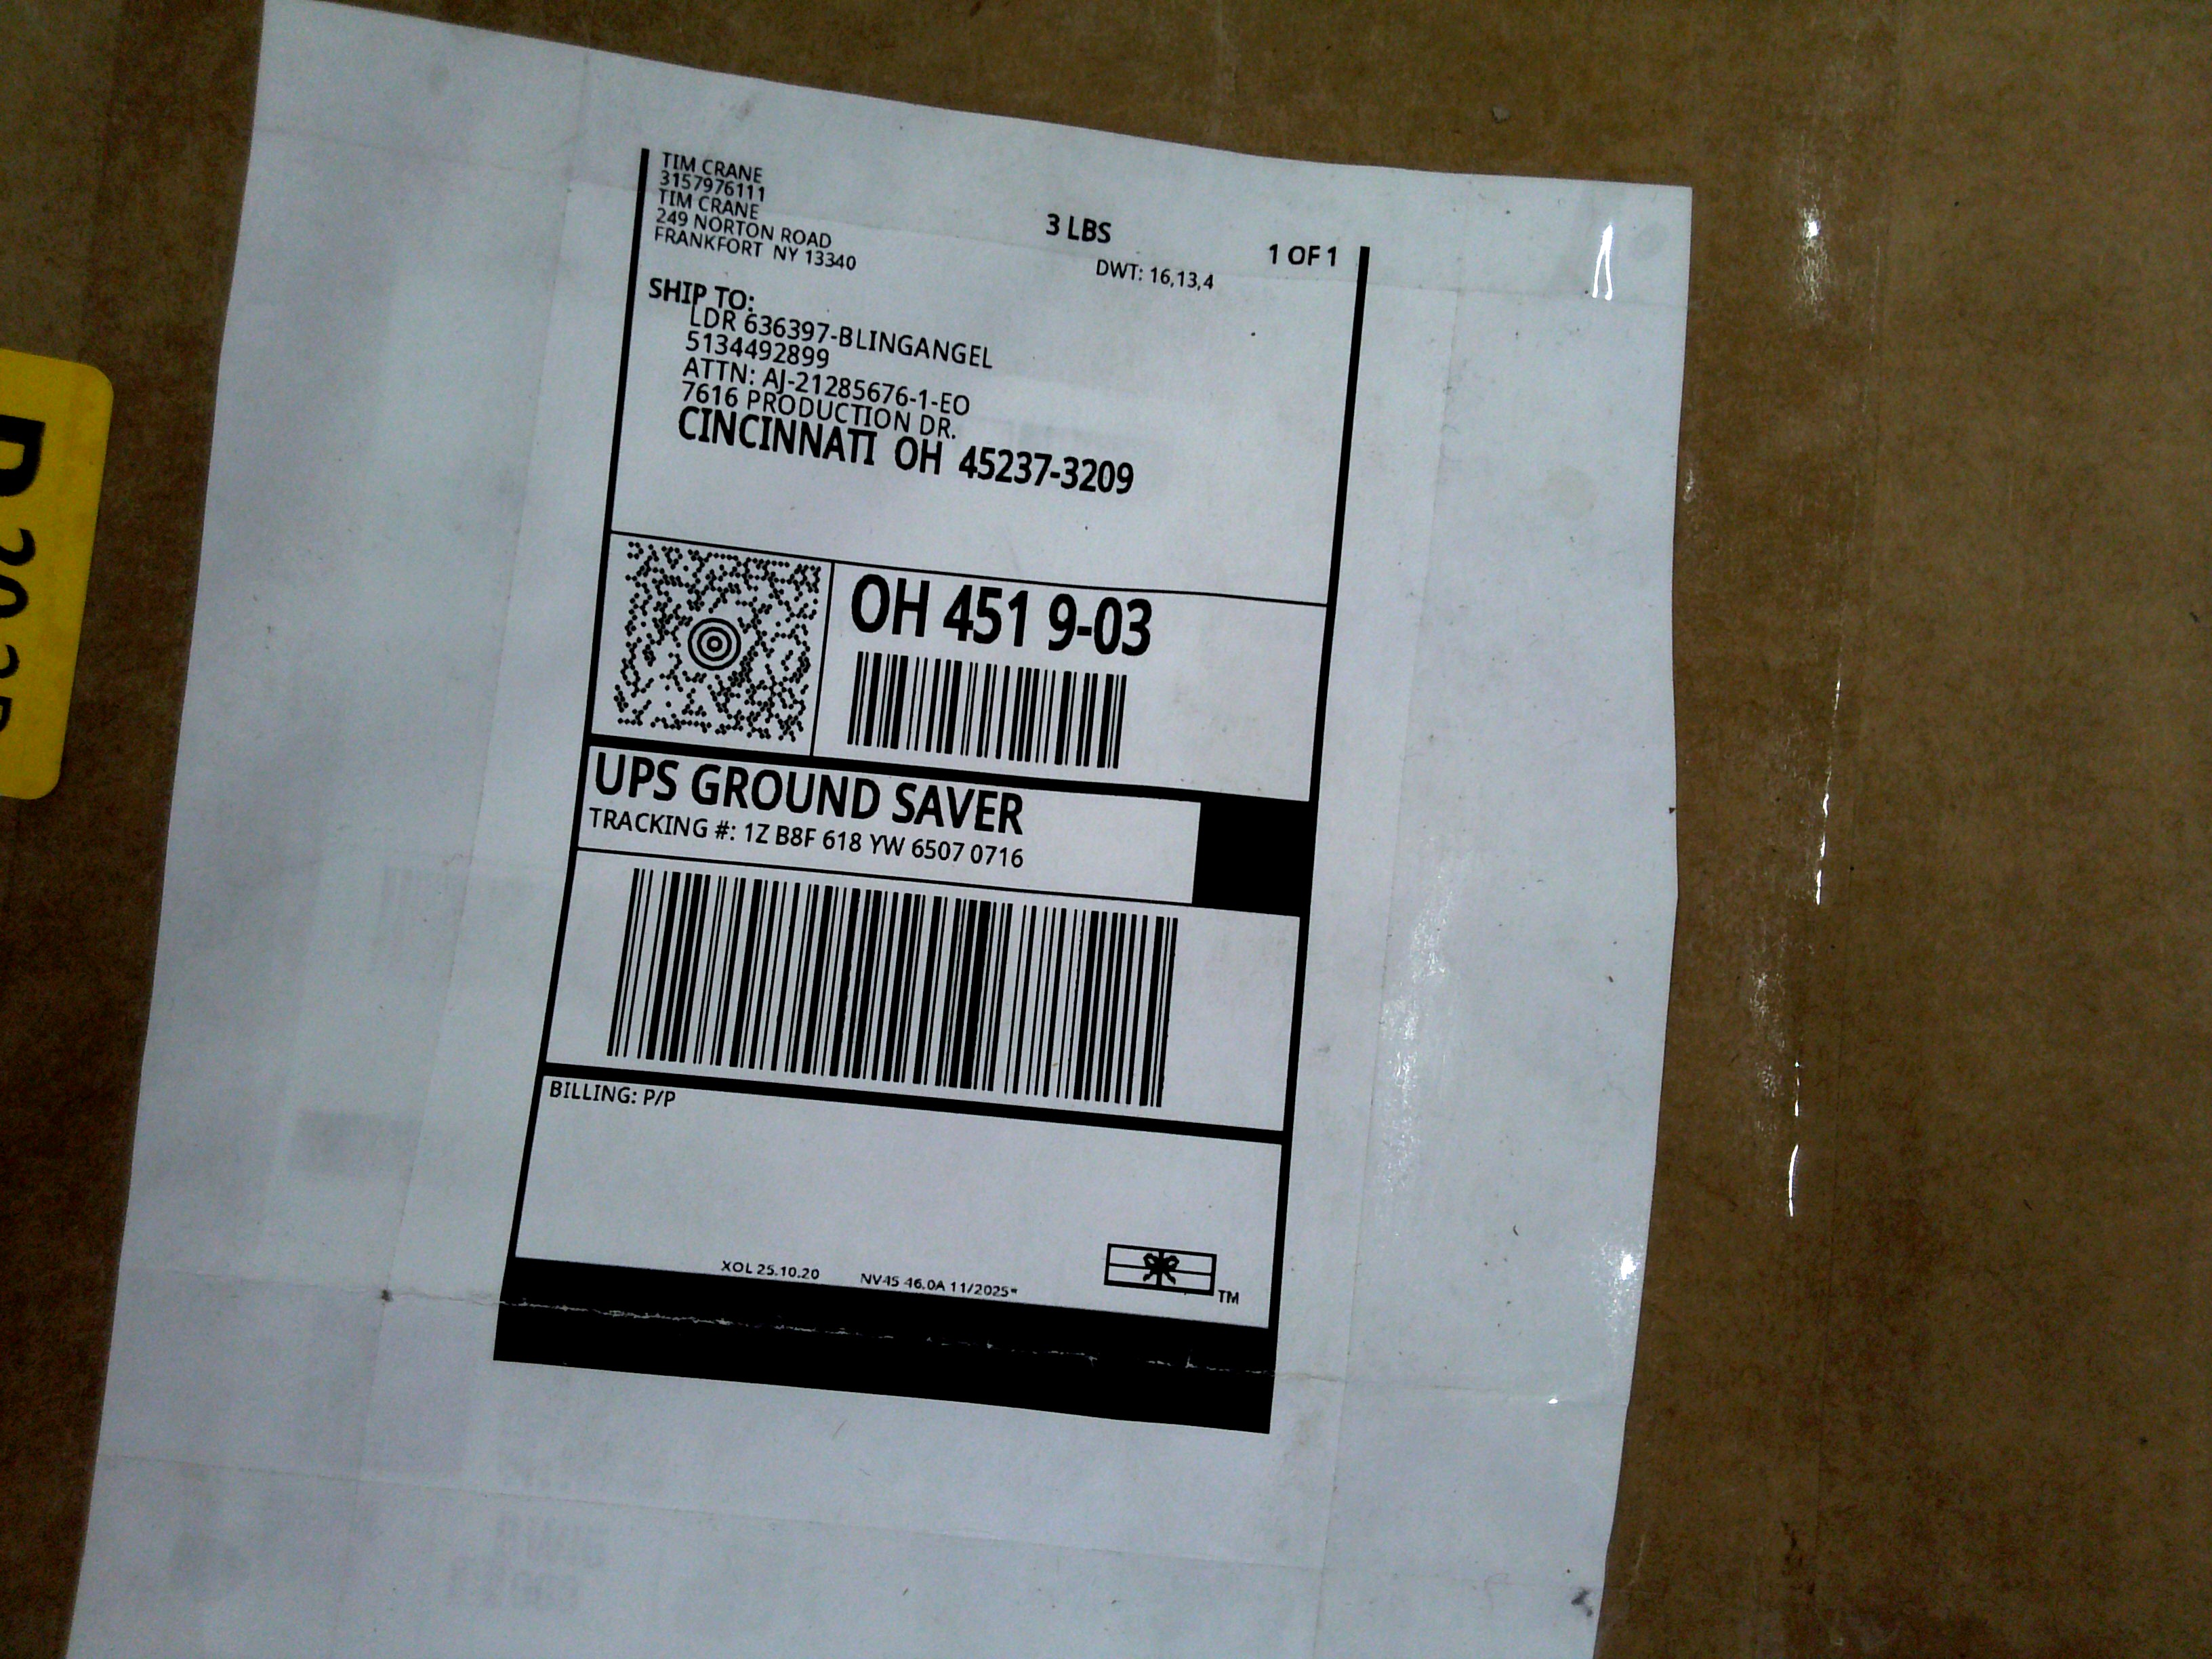 TIM CRANE
3157976111
TIM CRANE
249 NORTON ROAD
FRANKFORT NY 13340
3 LBS
1 OF 1
DWT: 16,13,4
SHIP TO:
LDR 636397-BLINGANGEL
5134492899
ATTN: AJ-21285676-1-EO
7616 PRODUCTION DR.
CINCINNATI OH 45237-3209
OH 451 9-03
UPS GROUND SAVER
TRACKING #: 1Z B8F 618 YW 6507 0716
BILLING: P/P
XOL 25.10.20 NV45 46.0A 11/2025*
TM